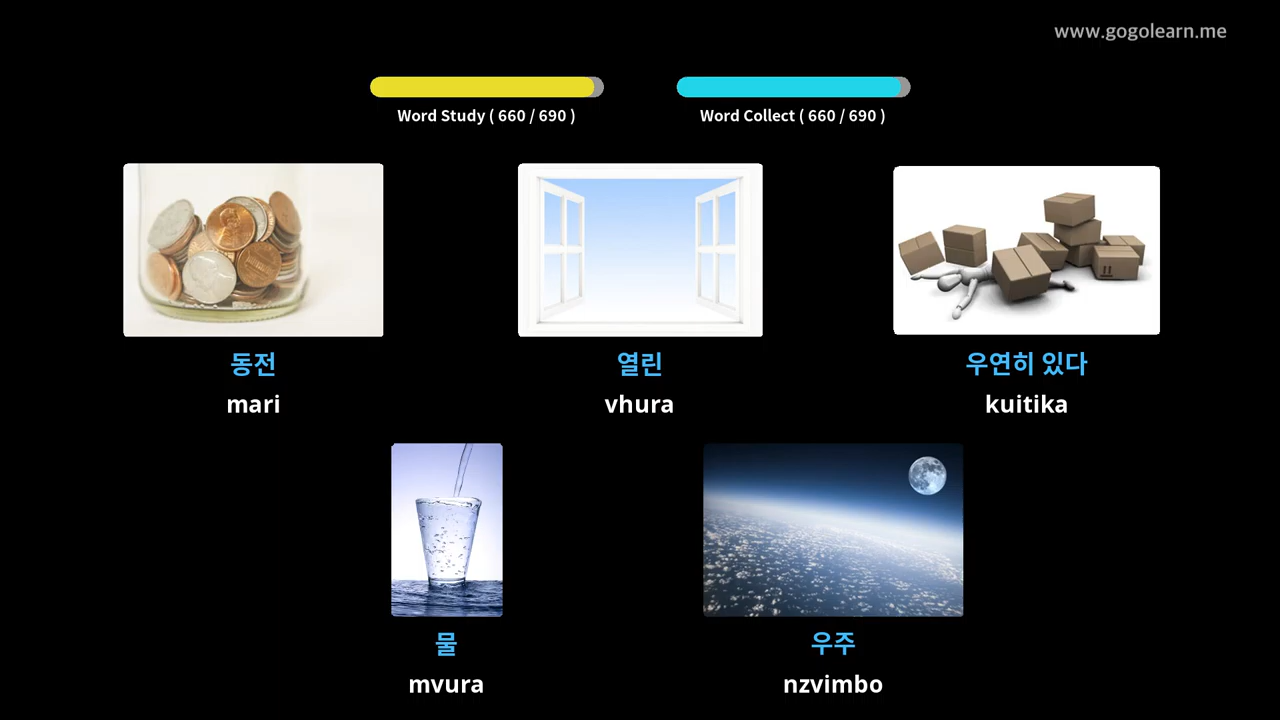 www.gogolearn.me
Word Study ( 660 / 690 )
Word Collect ( 660 / 690 )
동전
mari
열린
vhura
우연히 있다
kuitika
물
mvura
우주
nzvimbo